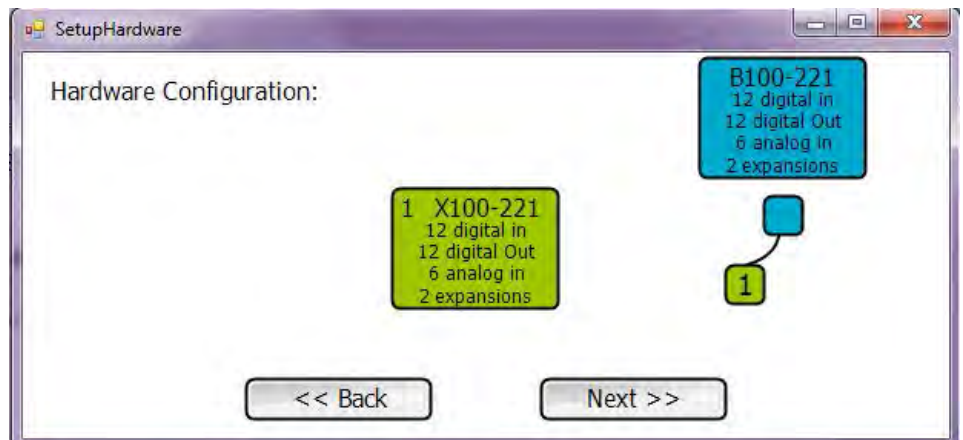 SetupHardware
Hardware Configuration:
B100-221
12 digital in
12 digital Out
6 analog in
2 expansions
1 X100-221
12 digital in
12 digital Out
6 analog in
2 expansions
1
<< Back
Next >>